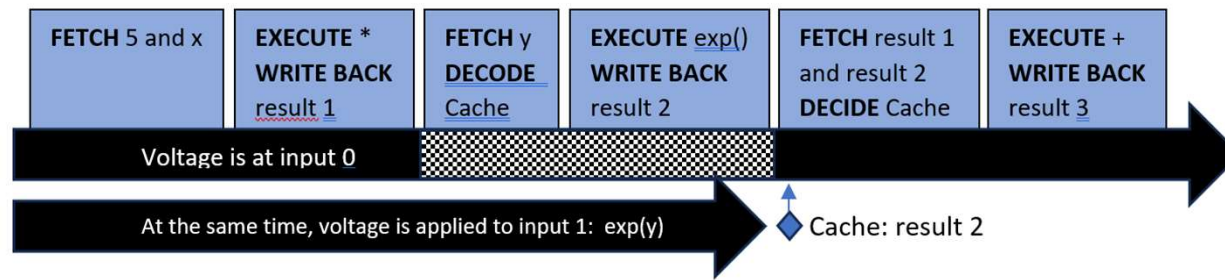 FETCH 5 and x
EXECUTE *
WRITE BACK
result 1
FETCH y
DECODE
Cache
EXECUTE exp()
WRITE BACK
result 2
FETCH result 1
and result 2
DECIDE Cache
EXECUTE +
WRITE BACK
result 3
Voltage is at input 0
At the same time, voltage is applied to input 1: exp(y)
Cache: result 2